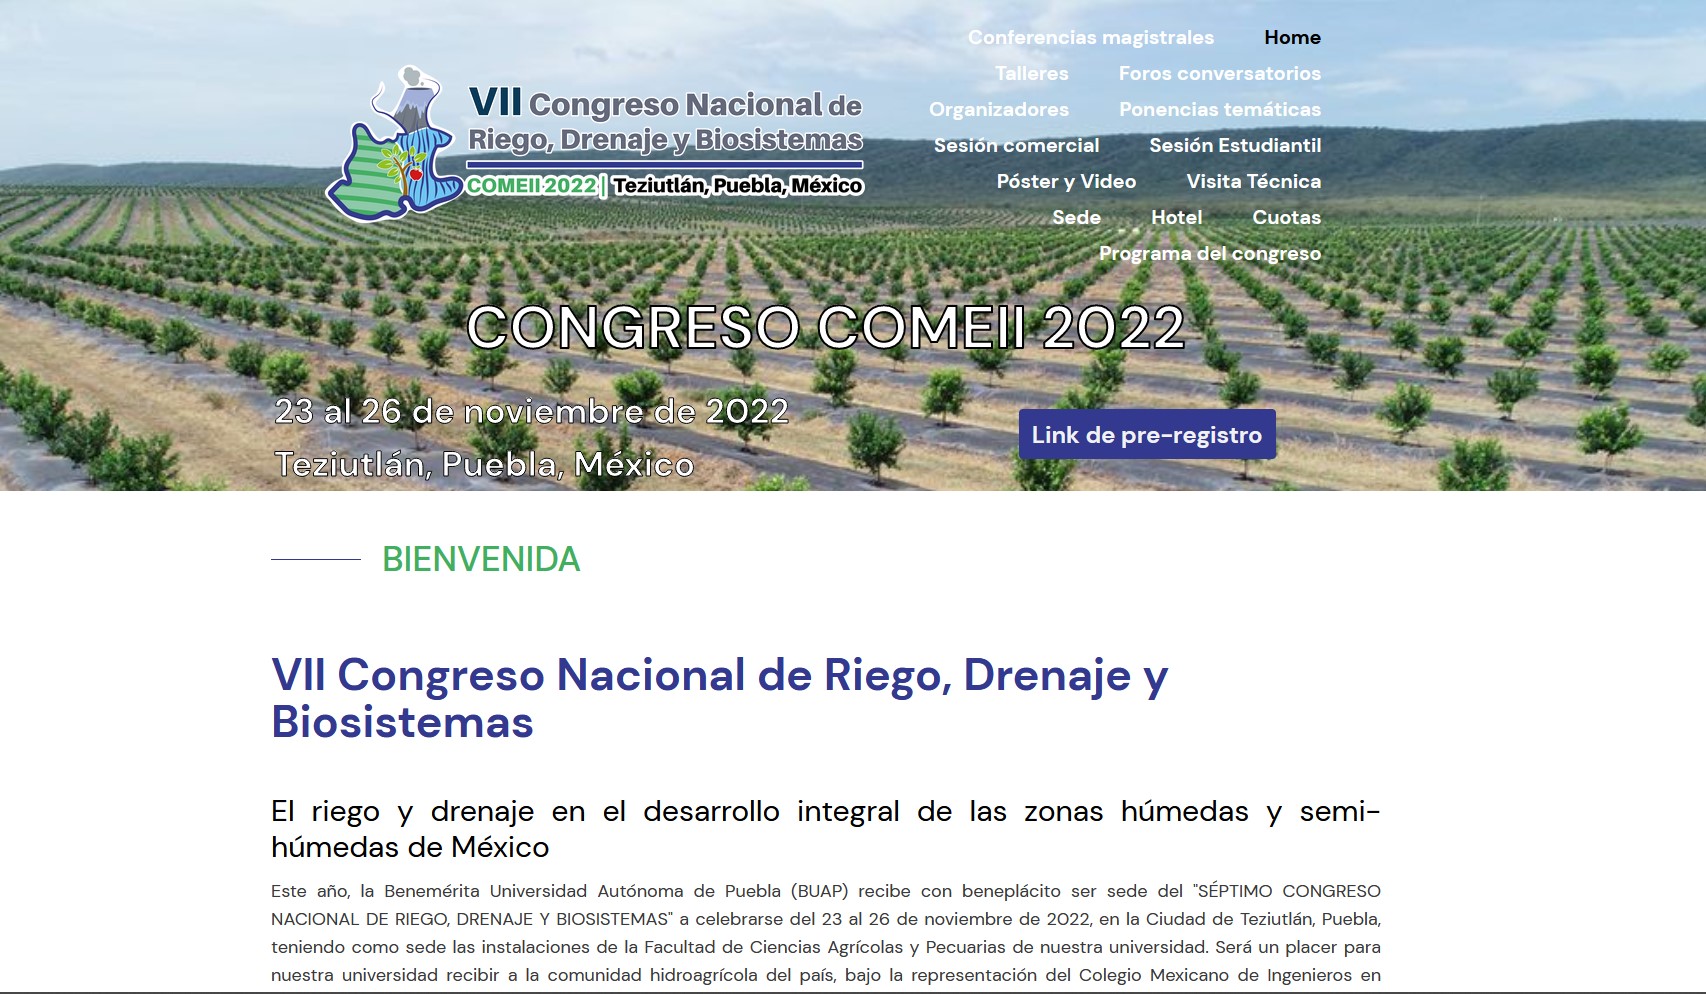 Conferencias magistrales Home
Talleres Foros conversatorios
Organizadores Ponencias temáticas
Sesión comercial Sesión Estudiantil
Póster y Video Visita Técnica
Sede Hotel Cuotas
Programa del congreso
VII Congreso Nacional de
Riego, Drenaje y Biosistemas
COMEII 2022 | Teziutlán, Puebla, México
CONGRESO COMEII 2022
23 al 26 de noviembre de 2022
Teziutlán, Puebla, México
Link de pre-registro
BIENVENIDA
VII Congreso Nacional de Riego, Drenaje y
Biosistemas
El riego y drenaje en el desarrollo integral de las zonas húmedas y semi-
húmedas de México
Este año, la Benemérita Universidad Autónoma de Puebla (BUAP) recibe con beneplácito ser sede del "SÉPTIMO CONGRESO
NACIONAL DE RIEGO, DRENAJE Y BIOSISTEMAS" a celebrarse del 23 al 26 de noviembre de 2022, en la Ciudad de Teziutlán, Puebla,
teniendo como sede las instalaciones de la Facultad de Ciencias Agrícolas y Pecuarias de nuestra universidad. Será un placer para
nuestra universidad recibir a la comunidad hidroagrícola del país, bajo la representación del Colegio Mexicano de Ingenieros en